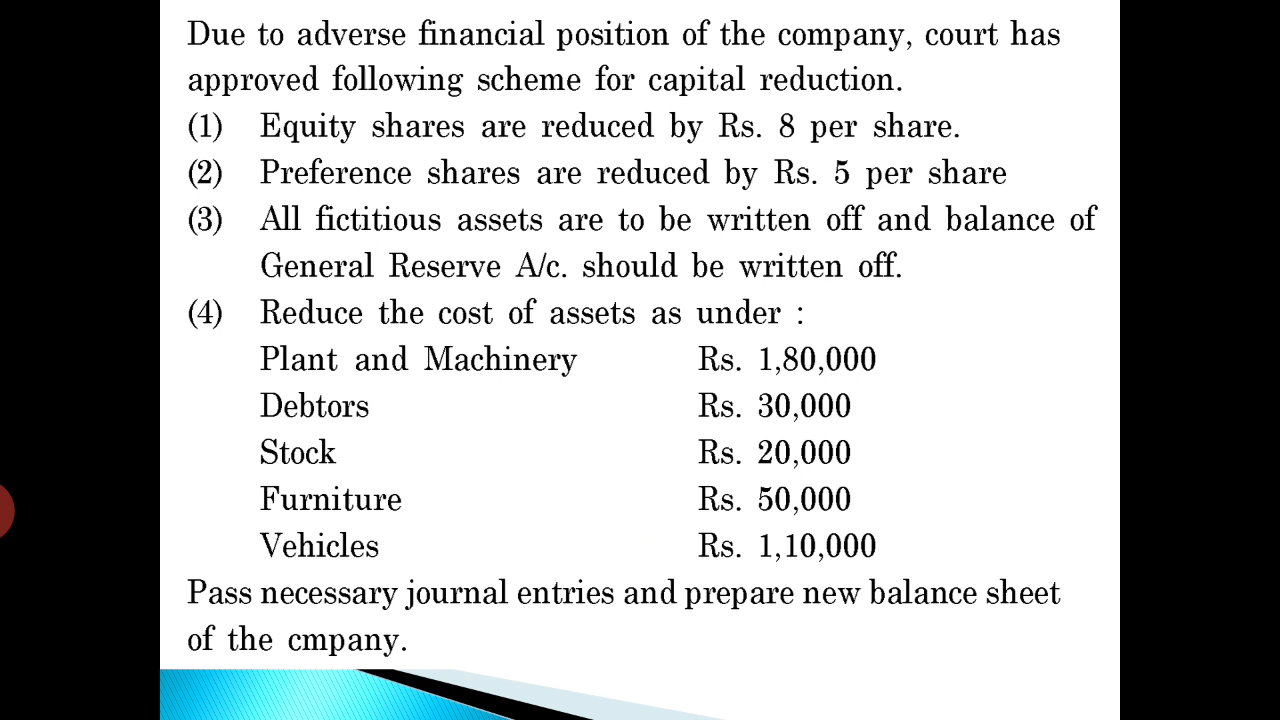 Due to adverse financial position of the company, court has
approved following scheme for capital reduction.
(1) Equity shares are reduced by Rs. 8 per share.
(2) Preference shares are reduced by Rs. 5 per share
(3) All fictitious assets are to be written off and balance of
General Reserve A/c. should be written off.
(4) Reduce the cost of assets as under :
Plant and Machinery Rs. 1,80,000
Debtors Rs. 30,000
Stock Rs. 20,000
Furniture Rs. 50,000
Vehicles Rs. 1,10,000
Pass necessary journal entries and prepare new balance sheet
of the cmpany.